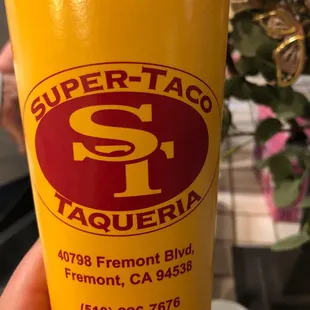 SUPER-TACO
ST
TAQUERIA
40798 Fremont Blvd,
Fremont, CA 94538